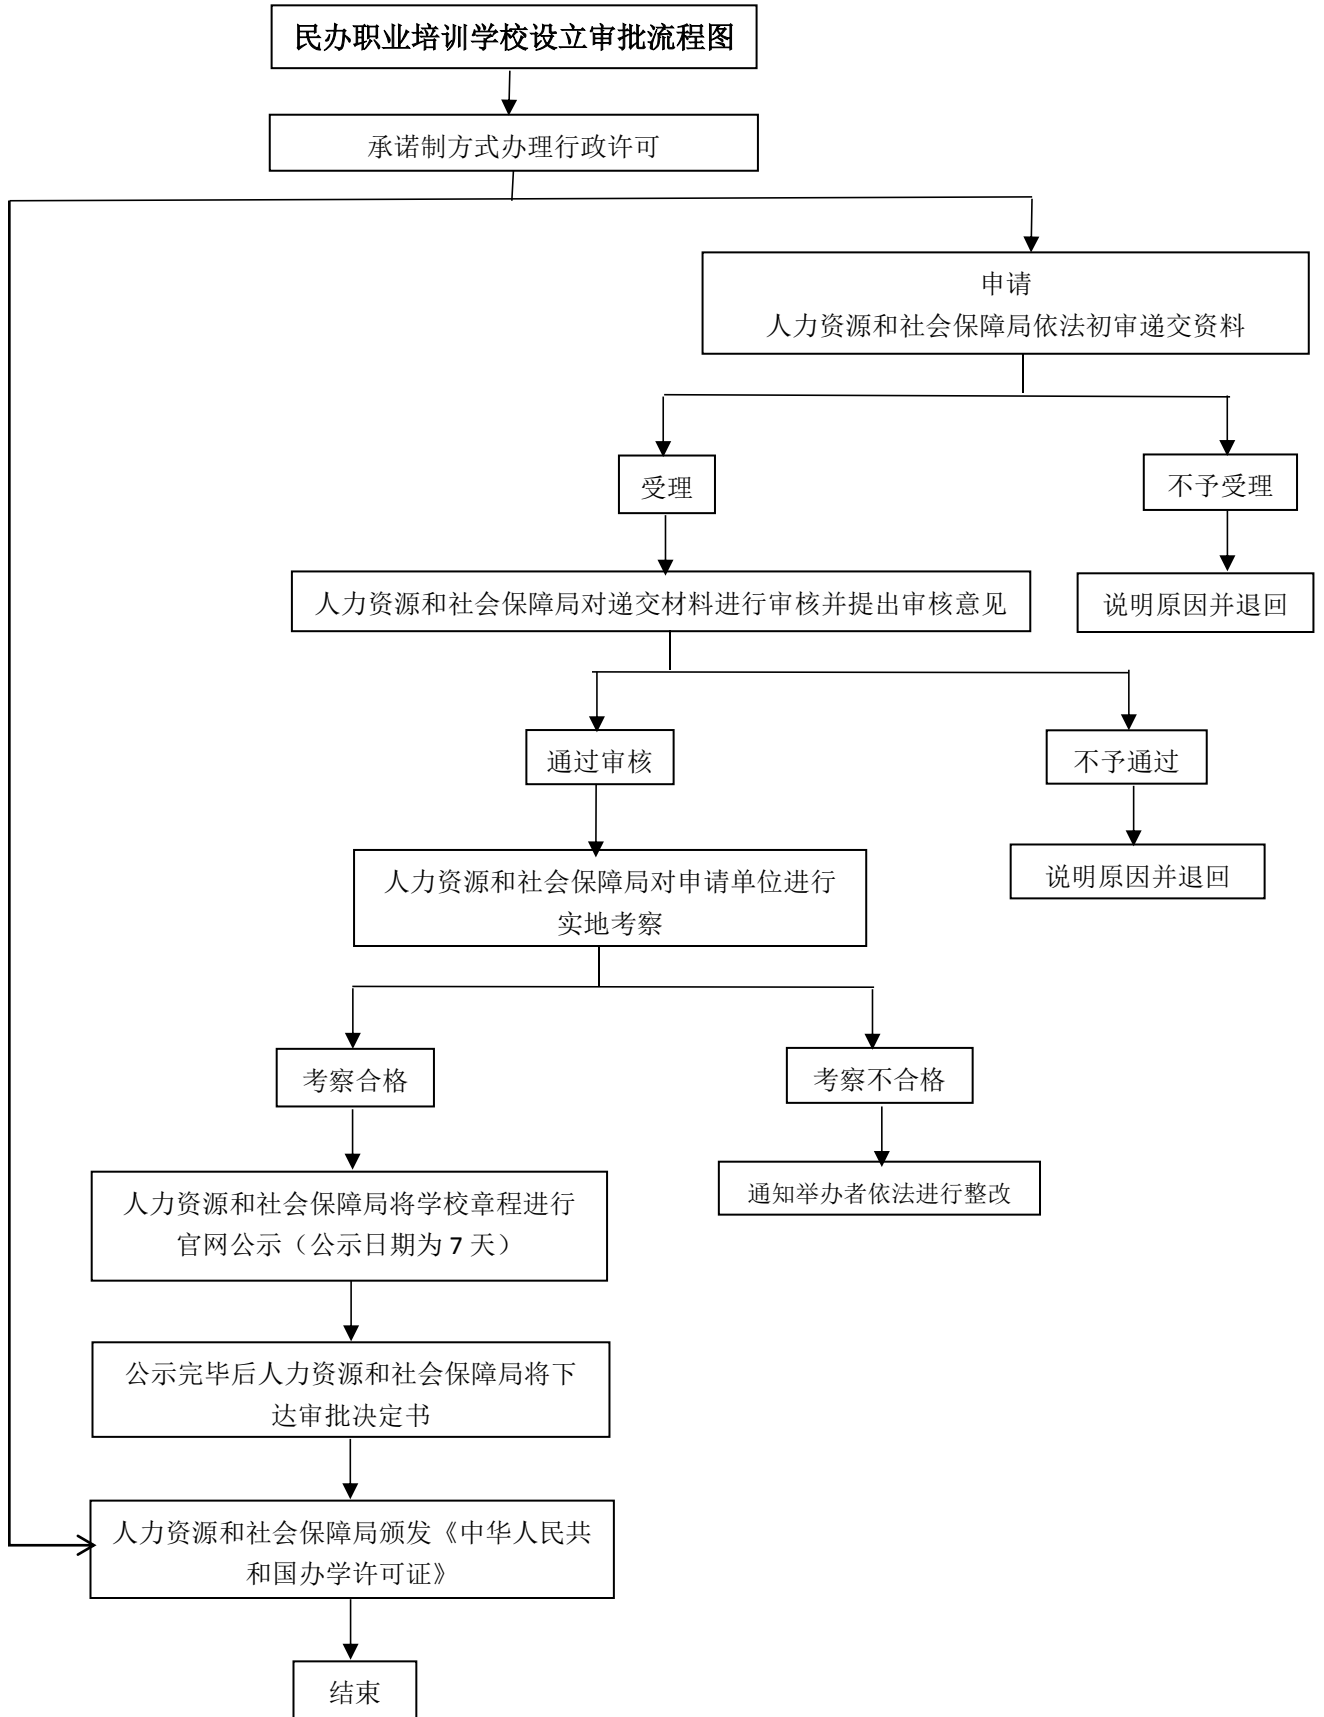 民办职业培训学校设立审批流程图
承诺制方式办理行政许可
申请
人力资源和社会保障局依法初审递交资料
受理
不予受理
人力资源和社会保障局对递交材料进行审核并提出审核意见
说明原因并退回
通过审核
不予通过
人力资源和社会保障局对申请单位进行
实地考察
说明原因并退回
考察合格
考察不合格
人力资源和社会保障局将学校章程进行
官网公示（公示日期为 7 天）
通知举办者依法进行整改
公示完毕后人力资源和社会保障局将下
达审批决定书
人力资源和社会保障局颁发《中华人民共
和国办学许可证》
结束